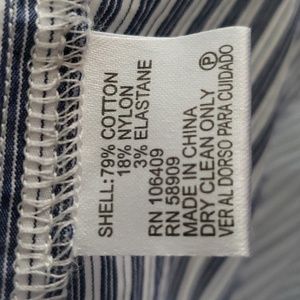 SHELL: 79% COTTON
18% NYLON
3% ELASTANE
RN 106409
RN 58909
MADE IN CHINA
DRY CLEAN ONLY Ⓟ
VER AL DORSO PARA CUIDADO